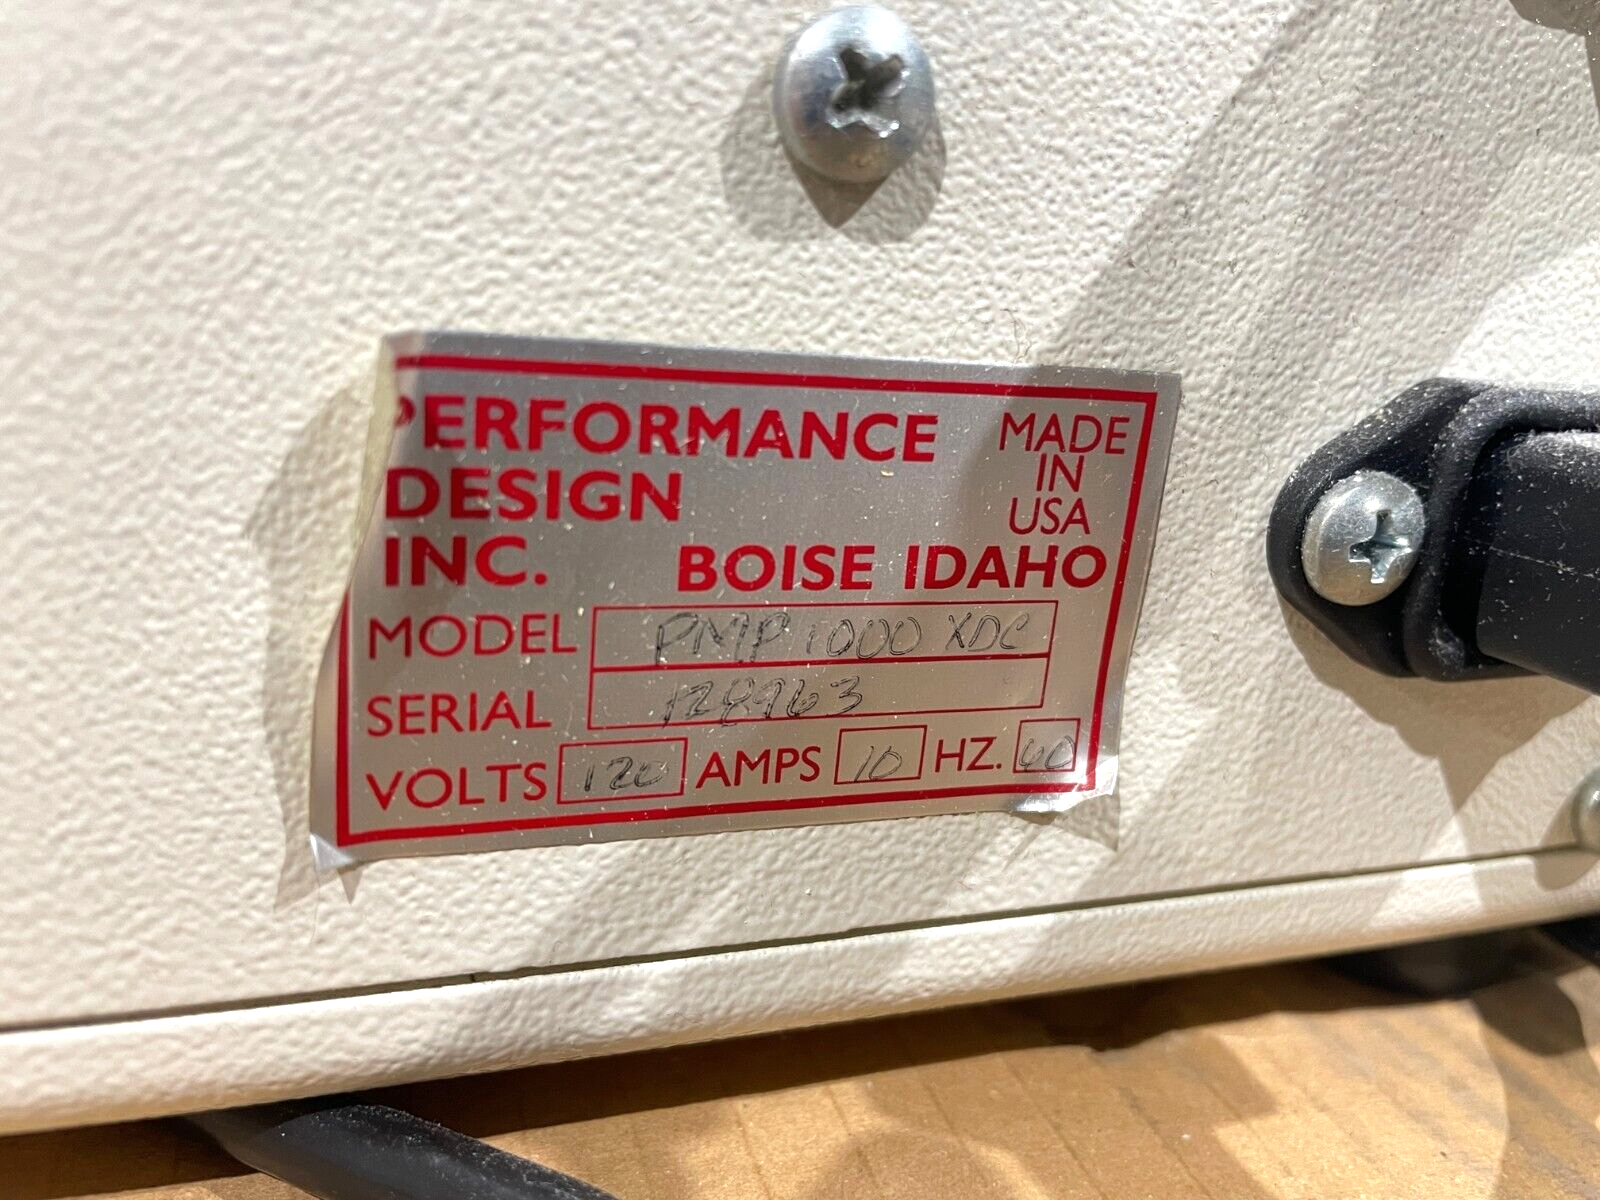 PERFORMANCE
DESIGN
INC.
MADE
IN
USA
BOISE IDAHO
MODEL PMP 1000 XDC
SERIAL 128963
VOLTS 120 AMPS 10 HZ. 60